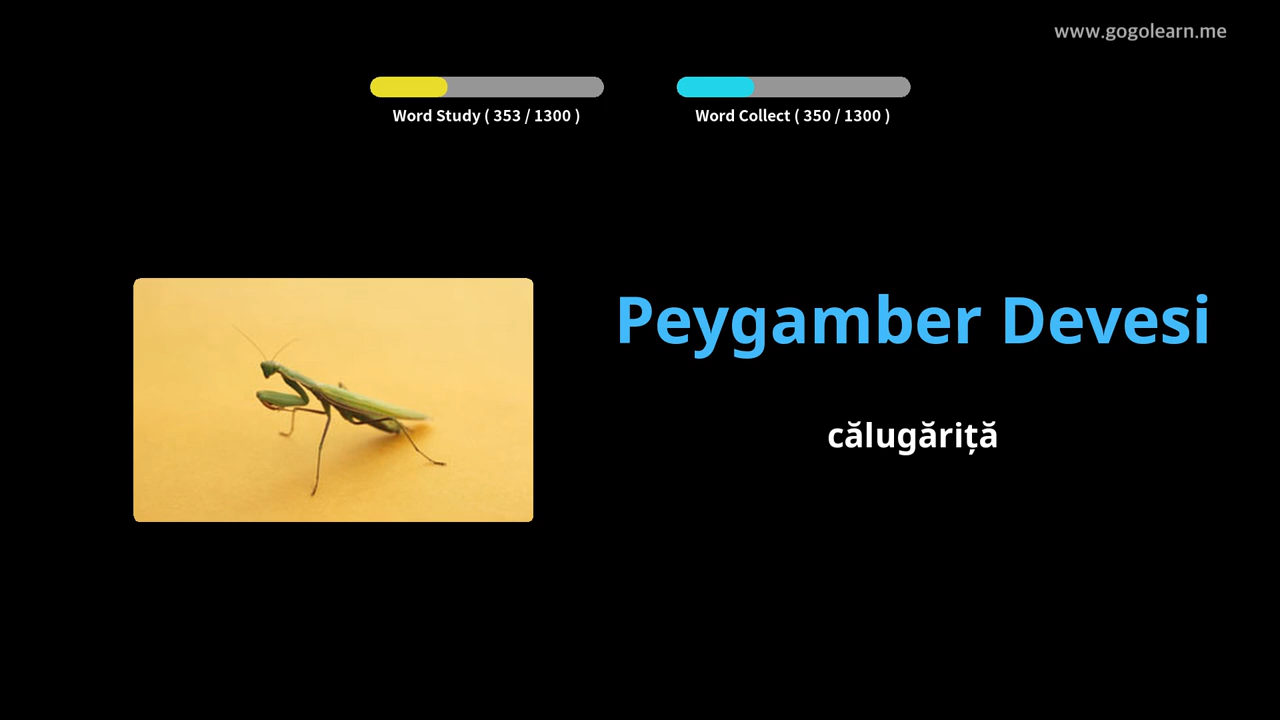 www.gogolearn.me
Word Study ( 353 / 1300 )
Word Collect ( 350 / 1300 )
Peygamber Devesi
călugăriță